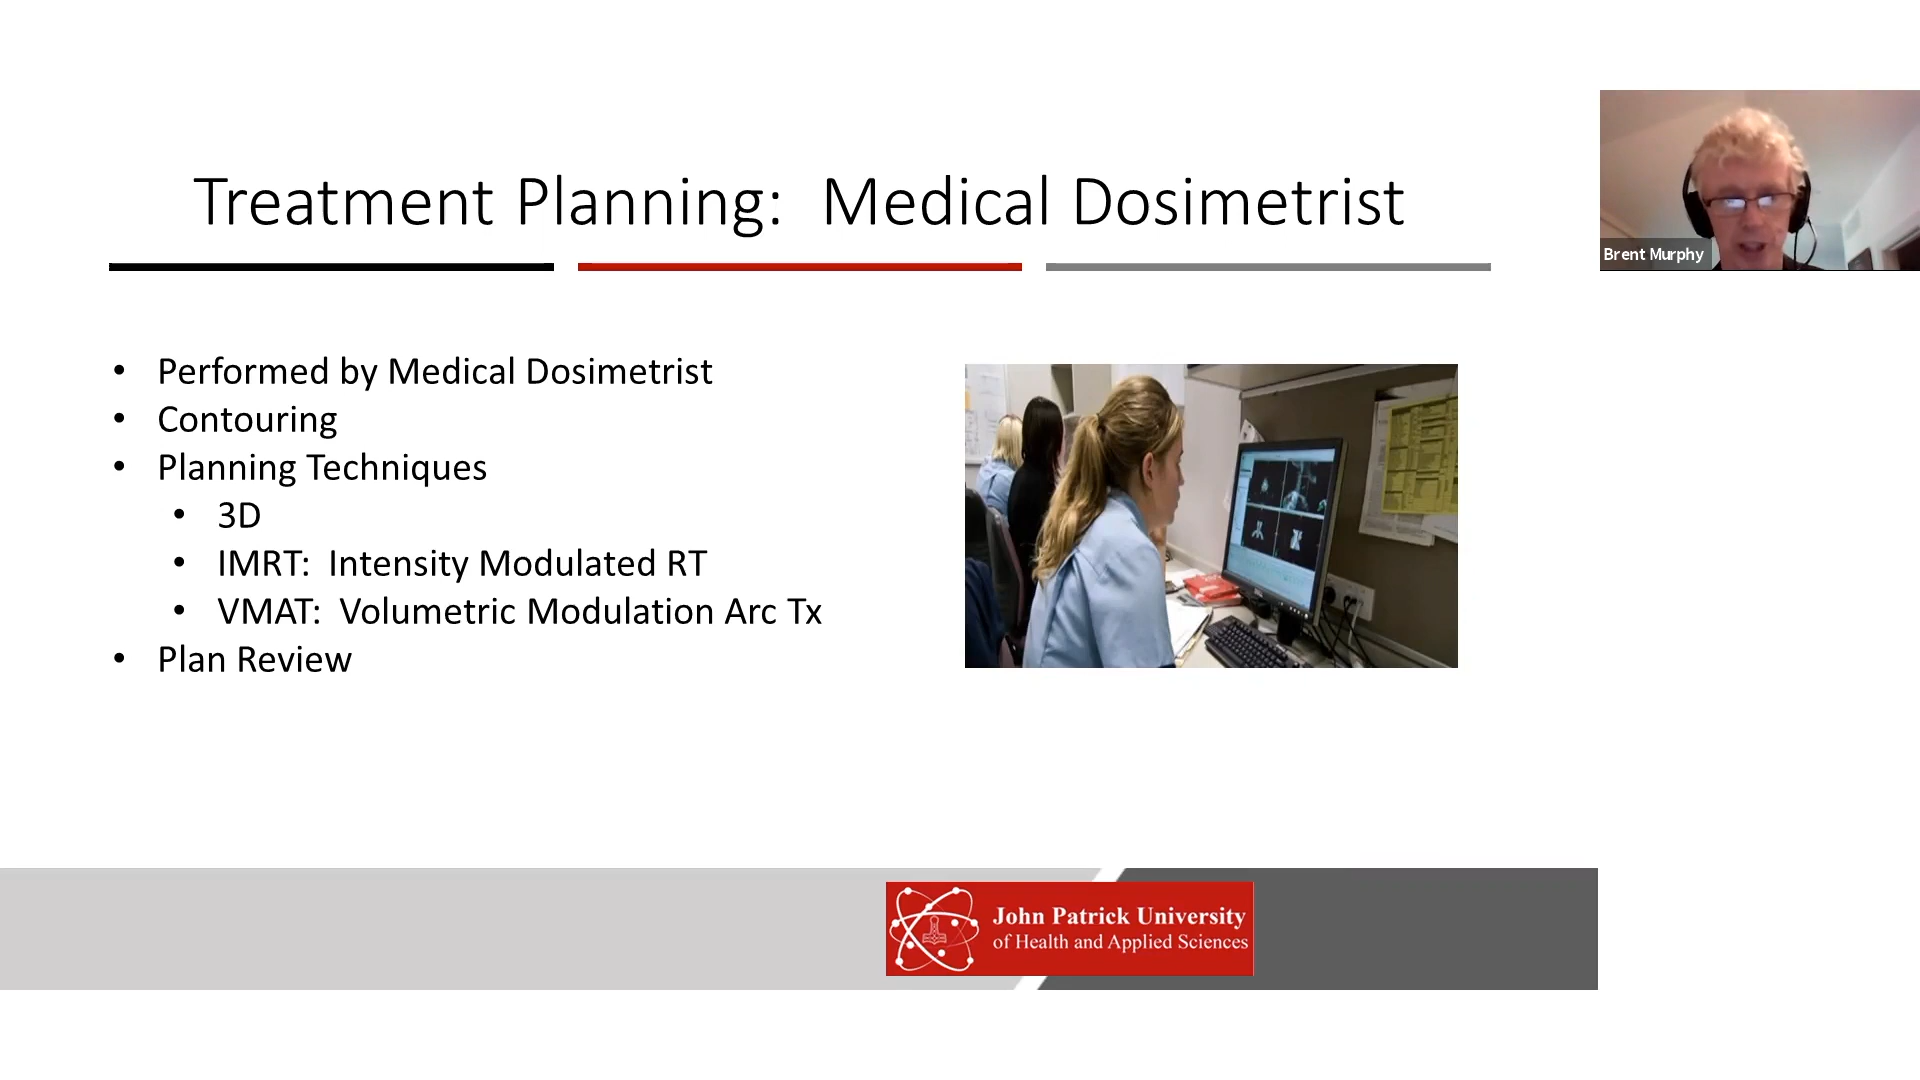 Treatment Planning:  Medical Dosimetrist
Brent Murphy
• Performed by Medical Dosimetrist
• Contouring
• Planning Techniques
• 3D
• IMRT:  Intensity Modulated RT
• VMAT:  Volumetric Modulation Arc Tx
• Plan Review
John Patrick University
of Health and Applied Sciences